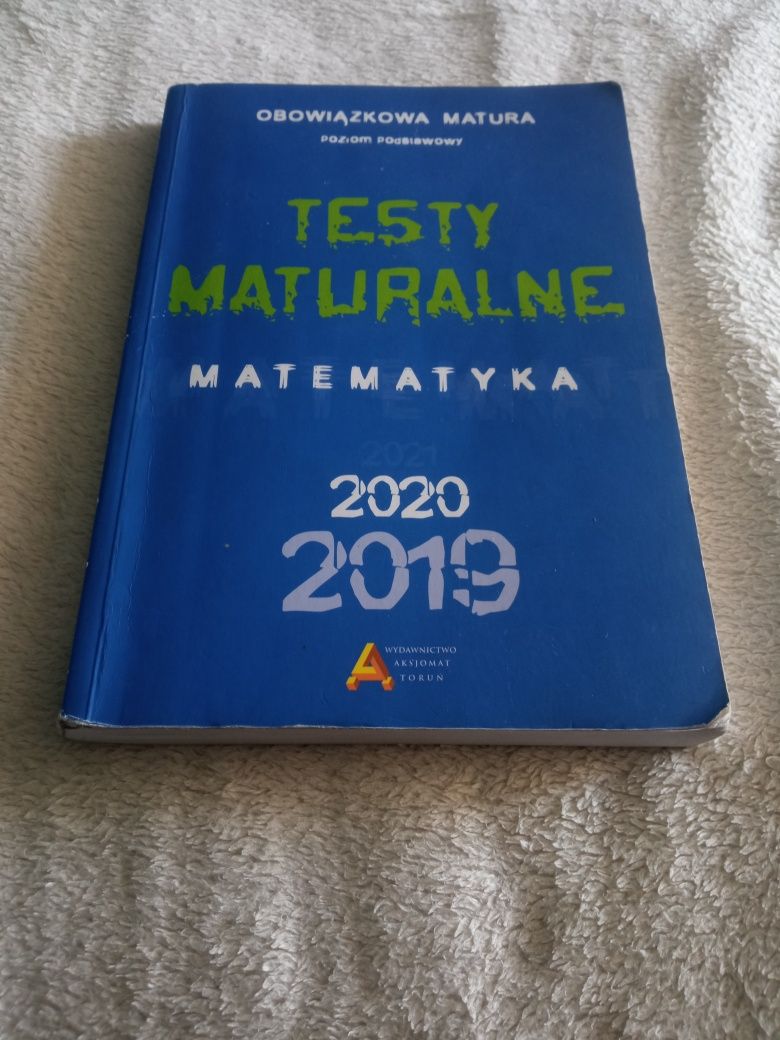 OBOWIĄZKOWA MATURA
POZIOM PODSTAWOWY
TESTY
MATURALNE
MATEMATYKA
2021
2020
2019
WYDAWNICTWO
AKSJOMAT
TORUŃ